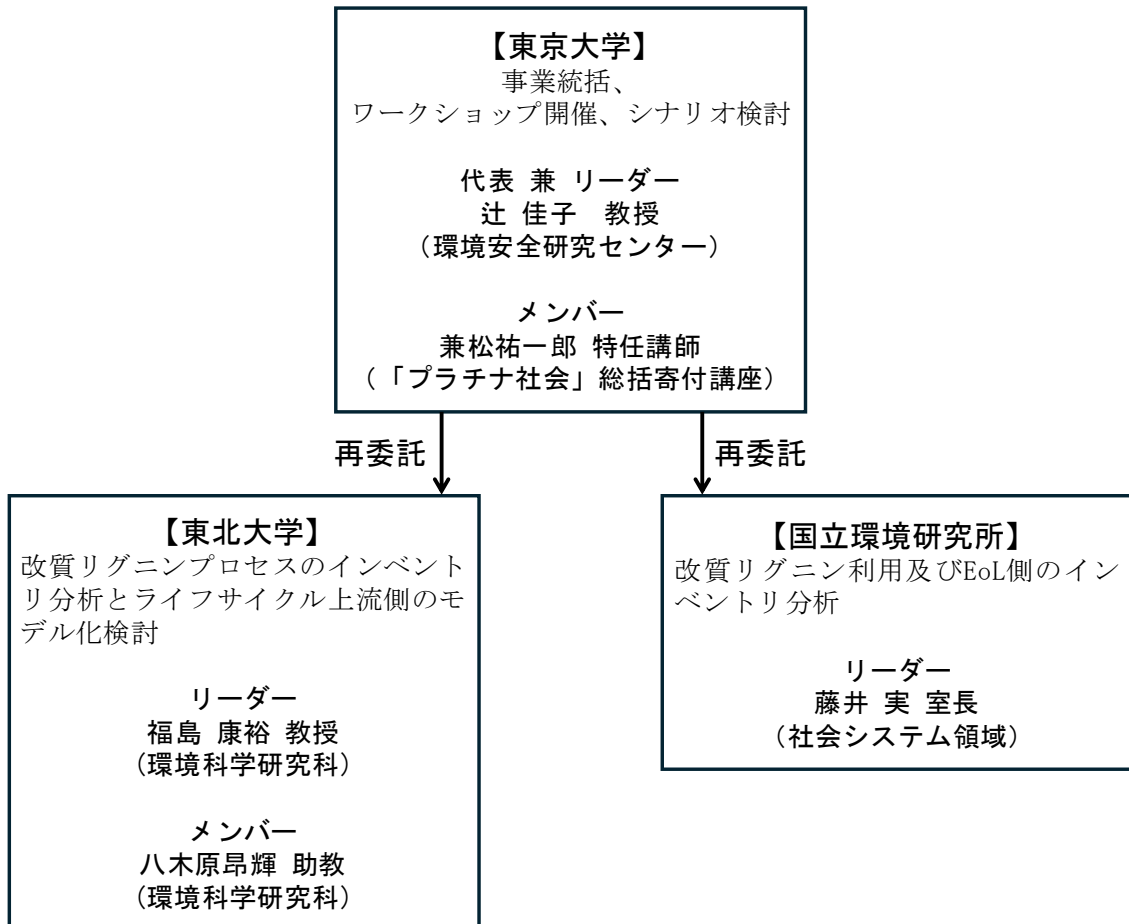 【東京大学】
事業統括、
ワークショップ開催、シナリオ検討
代表 兼 リーダー
辻 佳子　教授
（環境安全研究センター）
メンバー
兼松祐一郎 特任講師
（「プラチナ社会」総括寄付講座）
再委託
再委託
【東北大学】
改質リグニンプロセスのインベント
リ分析とライフサイクル上流側のモ
デル化検討
リーダー
福島 康裕 教授
（環境科学研究科）
メンバー
八木原昂輝 助教
（環境科学研究科）
【国立環境研究所】
改質リグニン利用及びEoL側のイン
ベントリ分析
リーダー
藤井 実 室長
（社会システム領域）